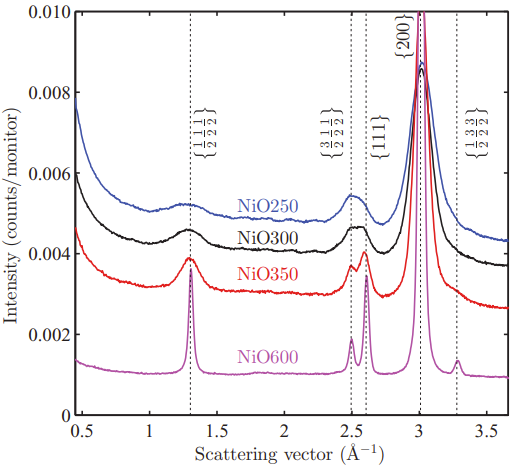 0.010
0.008
0.006
0.004
0.002
0
Intensity (counts/monitor)
{1/2 1/2 1/2}
{3/2 1/2 1/2}
{111}
{200}
{1/2 3/2 3/2}
NiO250
NiO300
NiO350
NiO600
0.5 1 1.5 2 2.5 3 3.5
Scattering vector (Å⁻¹)